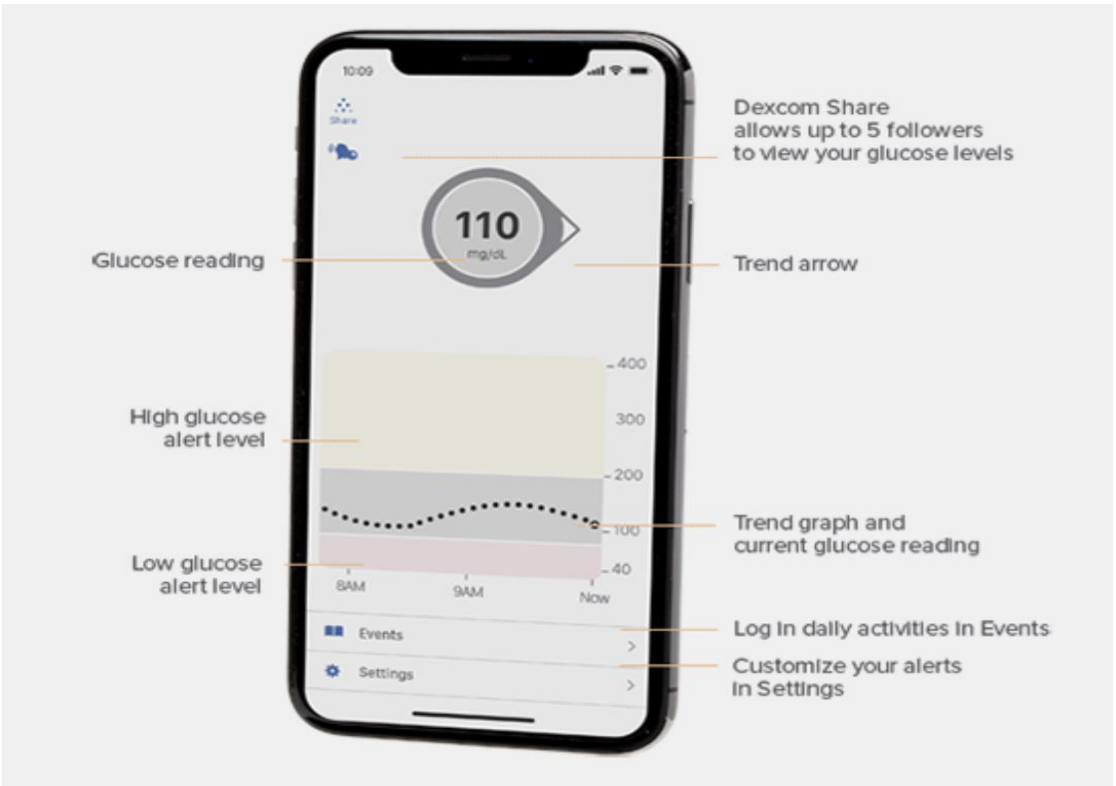 10:09
Share
Dexcom Share
allows up to 5 followers
to view your glucose levels
110
mg/dL
Glucose reading
Trend arrow
400
300
High glucose
alert level
200
Trend graph and
current glucose reading
100
Low glucose
alert level
40
8AM
9AM
Now
Events
Log in daily activities in Events
Settings
Customize your alerts
in Settings